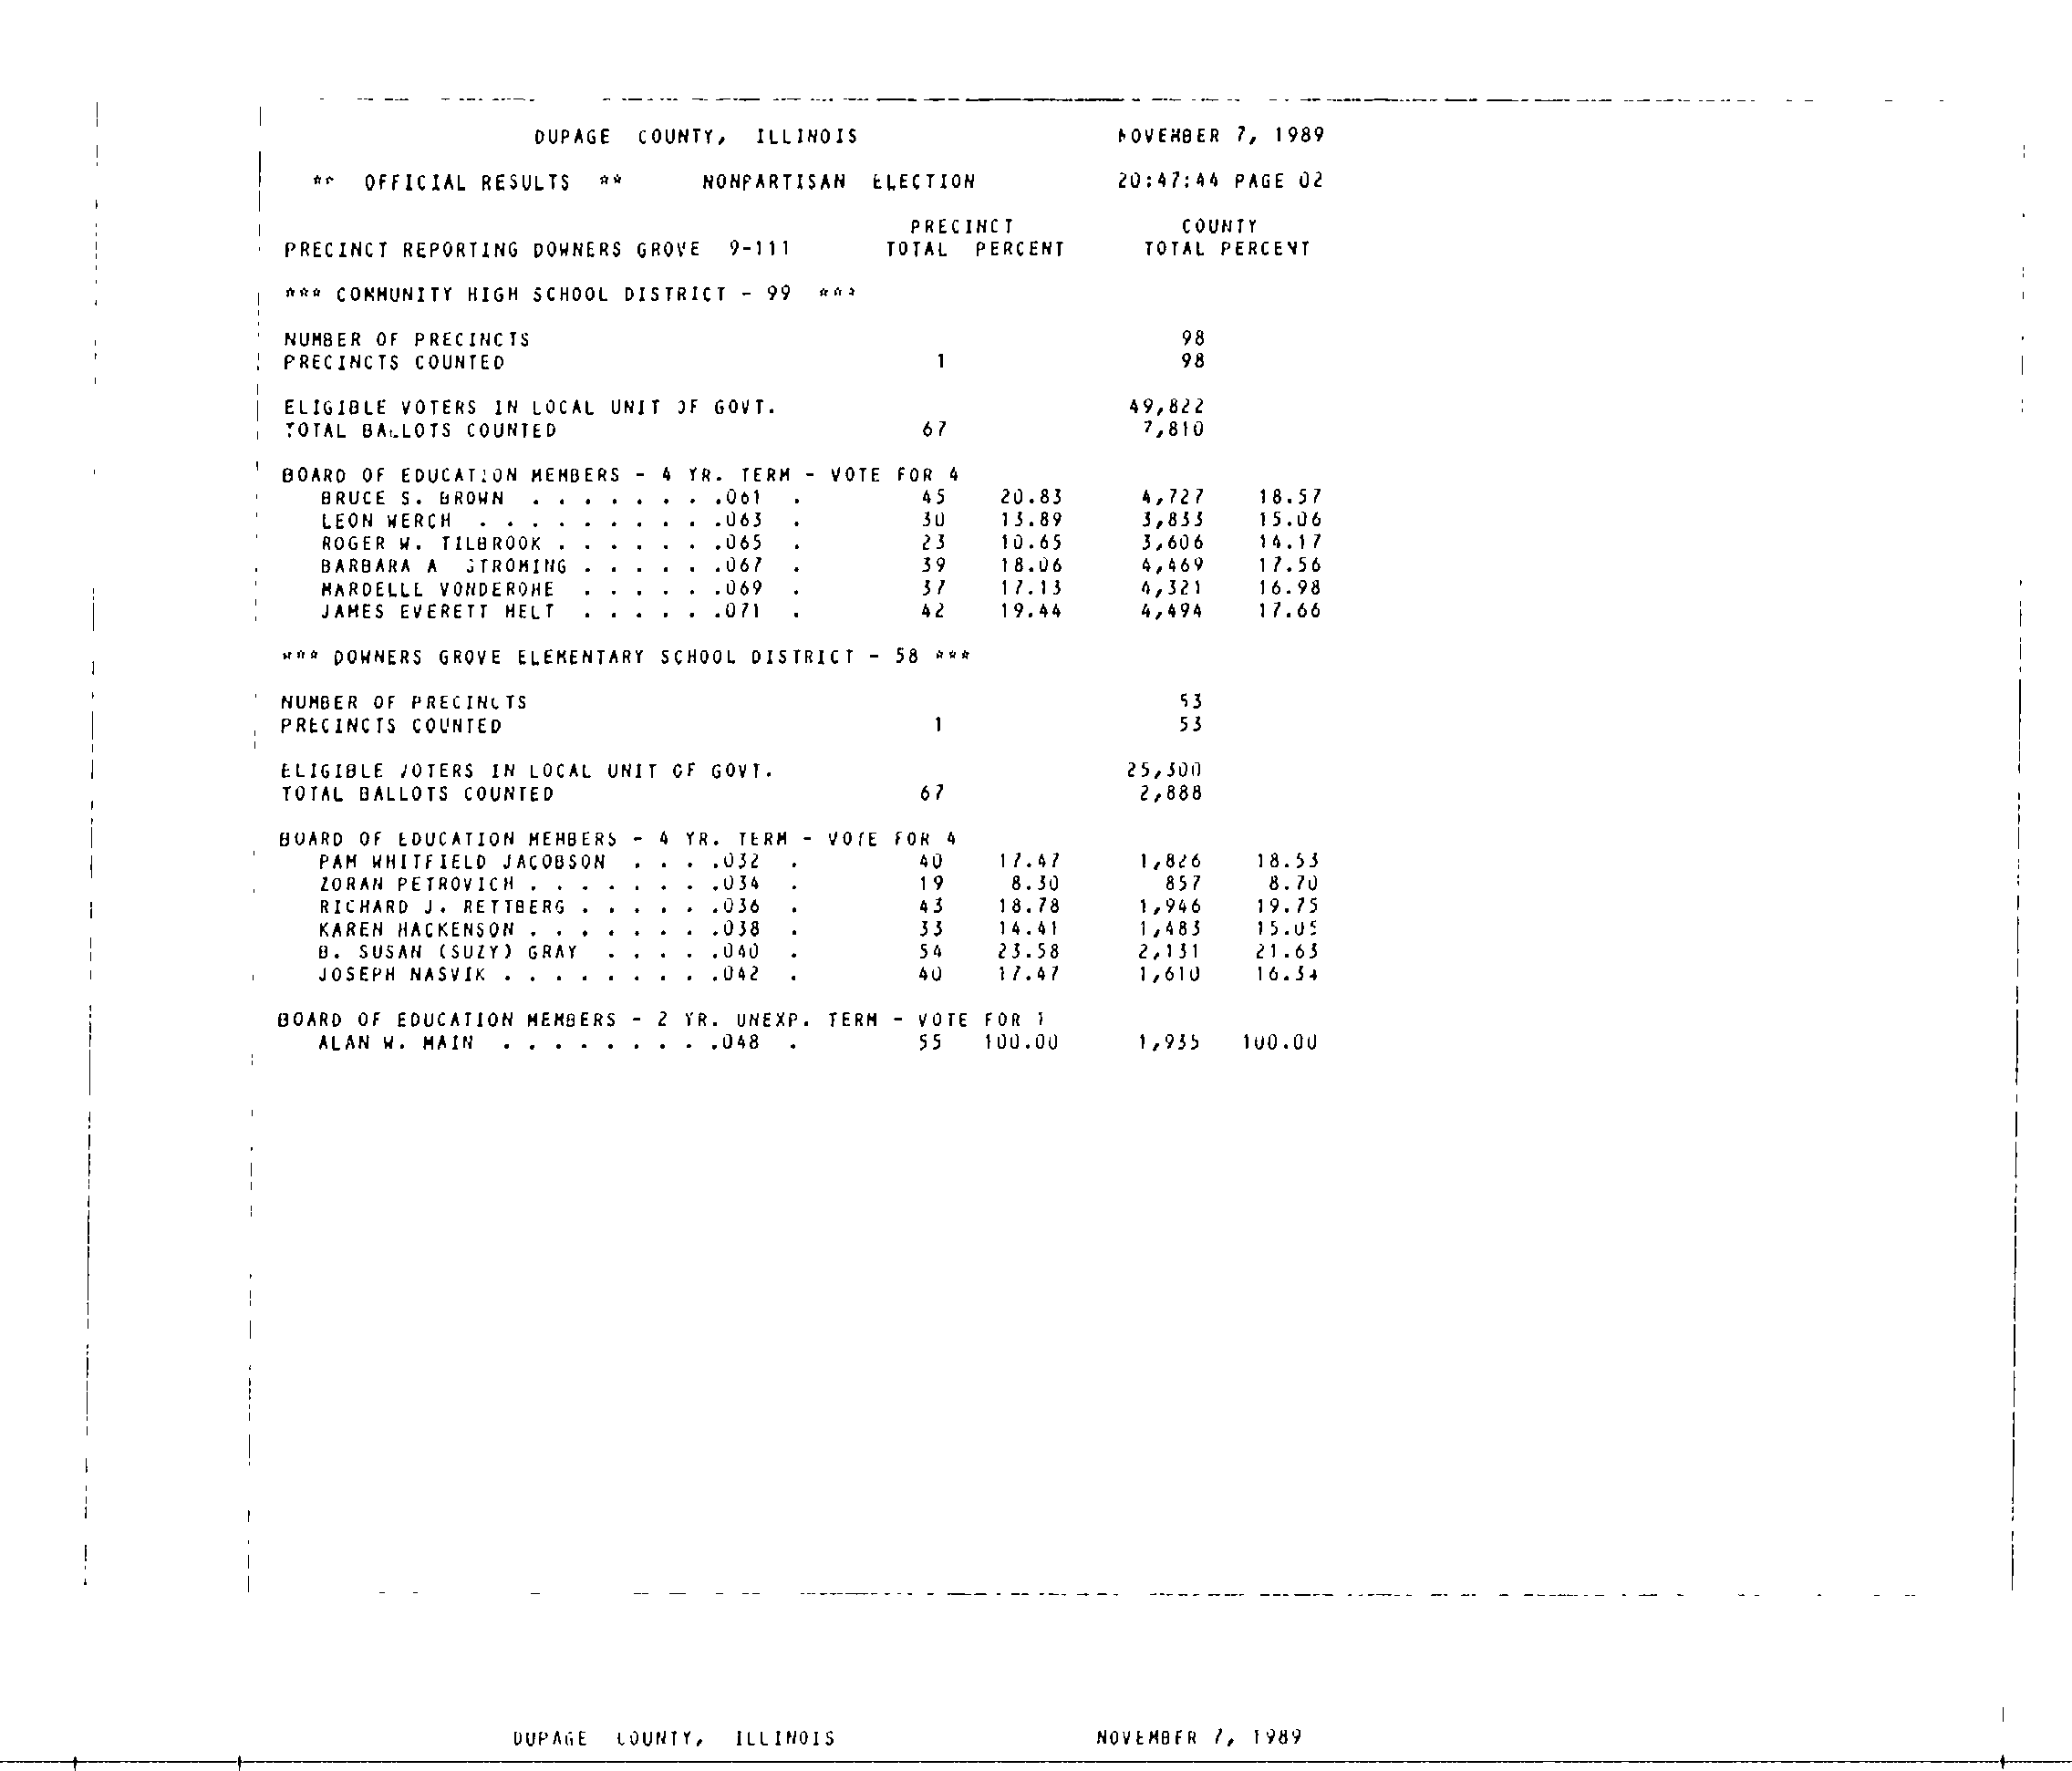 DUPAGE COUNTY, ILLINOIS NOVEMBER 7, 1989
** OFFICIAL RESULTS ** NONPARTISAN ELECTION 20:47:44 PAGE 02
PRECINCT COUNTY
PRECINCT REPORTING DOWNERS GROVE 9-111 TOTAL PERCENT TOTAL PERCENT
*** COMMUNITY HIGH SCHOOL DISTRICT - 99 ***
NUMBER OF PRECINCTS 98
PRECINCTS COUNTED 1 98
ELIGIBLE VOTERS IN LOCAL UNIT OF GOVT. 49,822
TOTAL BALLOTS COUNTED 67 7,810
BOARD OF EDUCATION MEMBERS - 4 YR. TERM - VOTE FOR 4
BRUCE S. BROWN . . . . . . . .061 . 45 20.83 4,727 18.57
LEON WERCH . . . . . . . . . .063 . 30 13.89 3,833 15.06
ROGER W. TILBROOK . . . . . . .065 . 23 10.65 3,606 14.17
BARBARA A STROMING . . . . . .067 . 39 18.06 4,469 17.56
MARDELLE VONDEROHE . . . . . .069 . 37 17.13 4,321 16.98
JAMES EVERETT HELT . . . . . .071 . 42 19.44 4,494 17.66
*** DOWNERS GROVE ELEMENTARY SCHOOL DISTRICT - 58 ***
NUMBER OF PRECINCTS 53
PRECINCTS COUNTED 1 53
ELIGIBLE VOTERS IN LOCAL UNIT OF GOVT. 25,300
TOTAL BALLOTS COUNTED 67 2,888
BOARD OF EDUCATION MEMBERS - 4 YR. TERM - VOTE FOR 4
PAM WHITFIELD JACOBSON . . . .032 . 40 17.47 1,826 18.53
ZORAN PETROVICH . . . . . . . .034 . 19 8.30 857 8.70
RICHARD J. RETTBERG . . . . . .036 . 43 18.78 1,946 19.75
KAREN HACKENSON . . . . . . . .038 . 33 14.41 1,483 15.05
B. SUSAN (SUZY) GRAY . . . . .040 . 54 23.58 2,131 21.63
JOSEPH NASVIK . . . . . . . . .042 . 40 17.47 1,610 16.34
BOARD OF EDUCATION MEMBERS - 2 YR. UNEXP. TERM - VOTE FOR 1
ALAN W. MAIN . . . . . . . . .048 . 55 100.00 1,935 100.00
DUPAGE COUNTY, ILLINOIS NOVEMBER 7, 1989